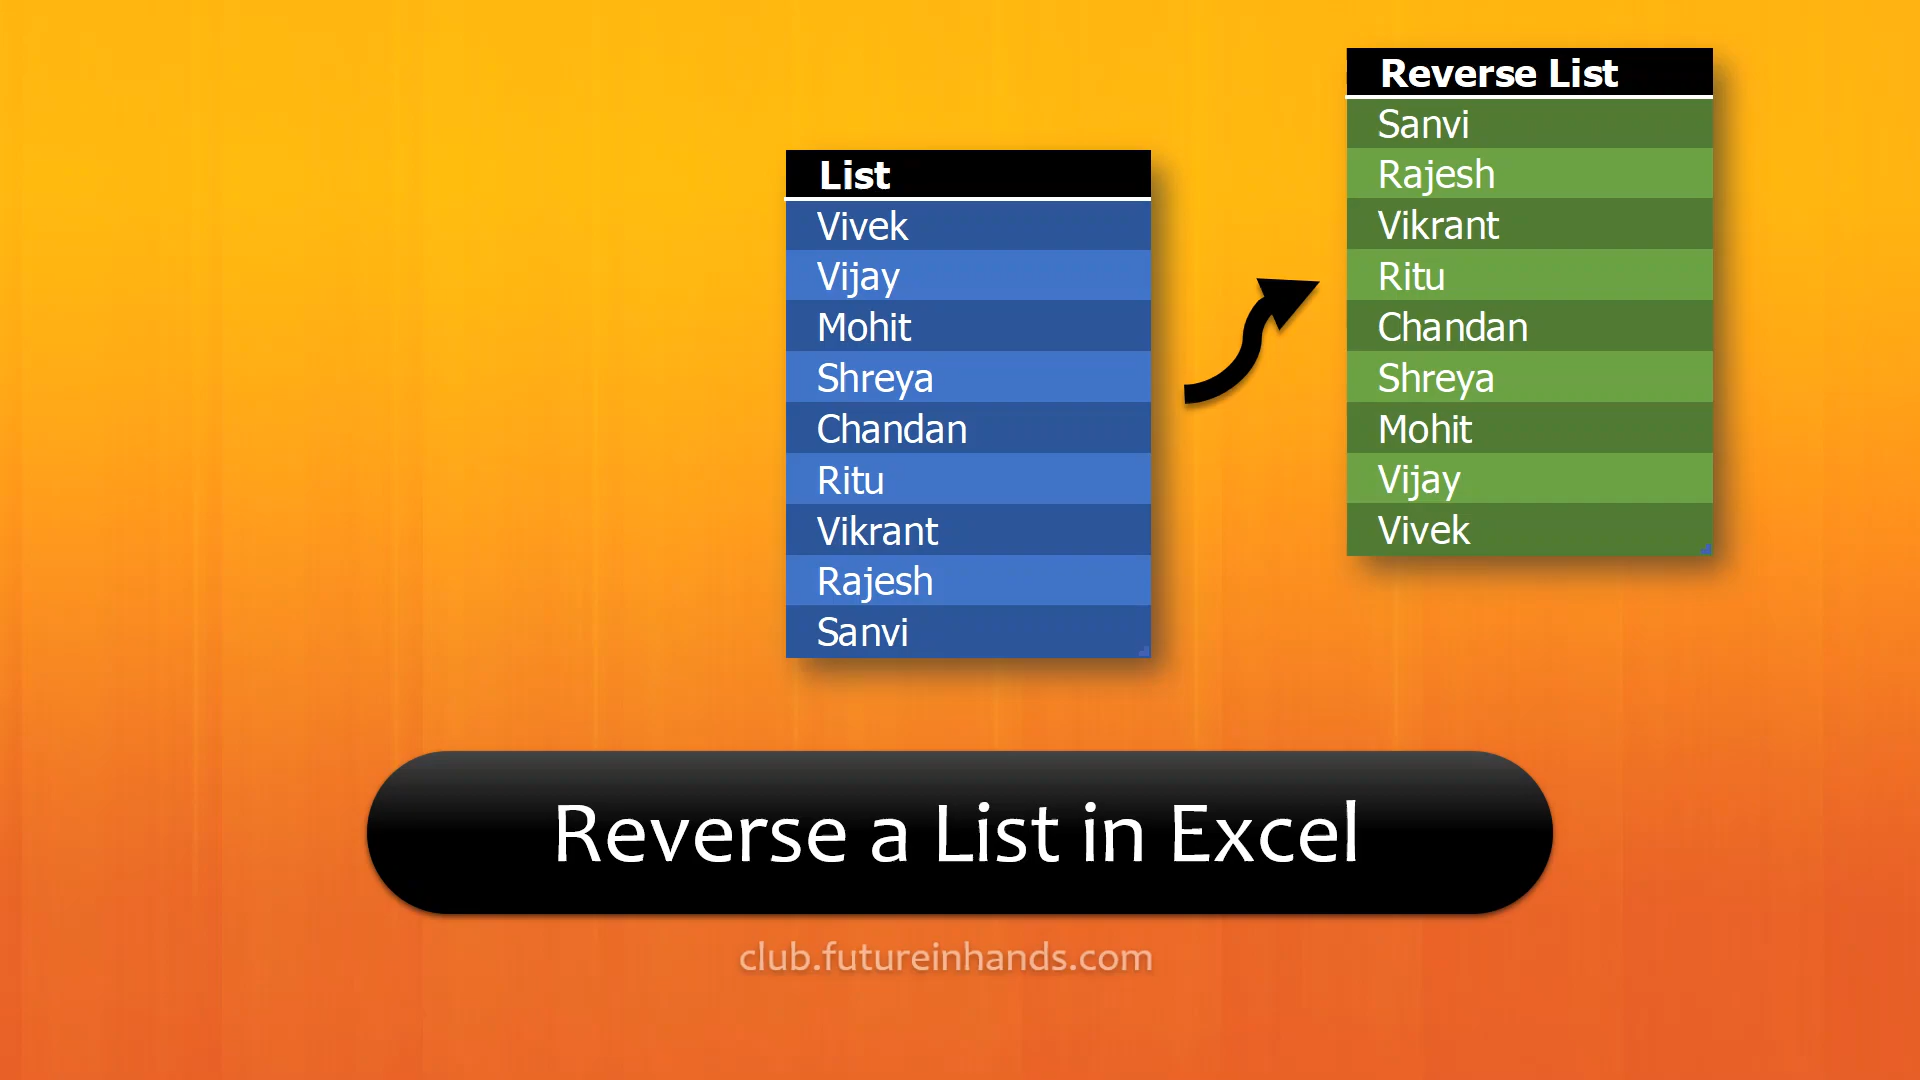 List
Vivek
Vijay
Mohit
Shreya
Chandan
Ritu
Vikrant
Rajesh
Sanvi
Reverse List
Sanvi
Rajesh
Vikrant
Ritu
Chandan
Shreya
Mohit
Vijay
Vivek
Reverse a List in Excel
club.futureinhands.com